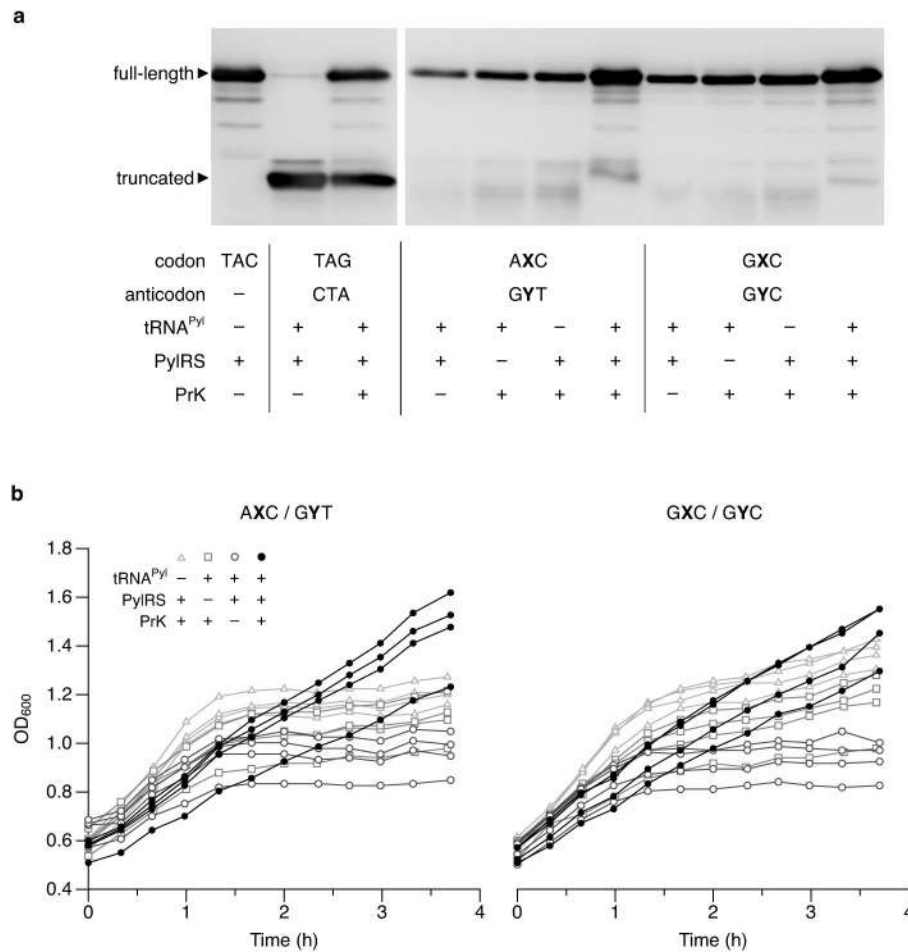 a
full-length
truncated
codon TAC TAG AXC GXC
anticodon – CTA GYT GYC
tRNAPyl – + + + + – + + + – +
PylRS + + + + – + + + – + +
PrK – – + – + + + – + + +
b
AXC / GYT
GXC / GYC
tRNAPyl – + + +
PylRS + – + +
PrK + + – +
OD600
1.8
1.6
1.4
1.2
1.0
0.8
0.6
0.4
0 1 2 3 4
0 1 2 3 4
Time (h)
Time (h)